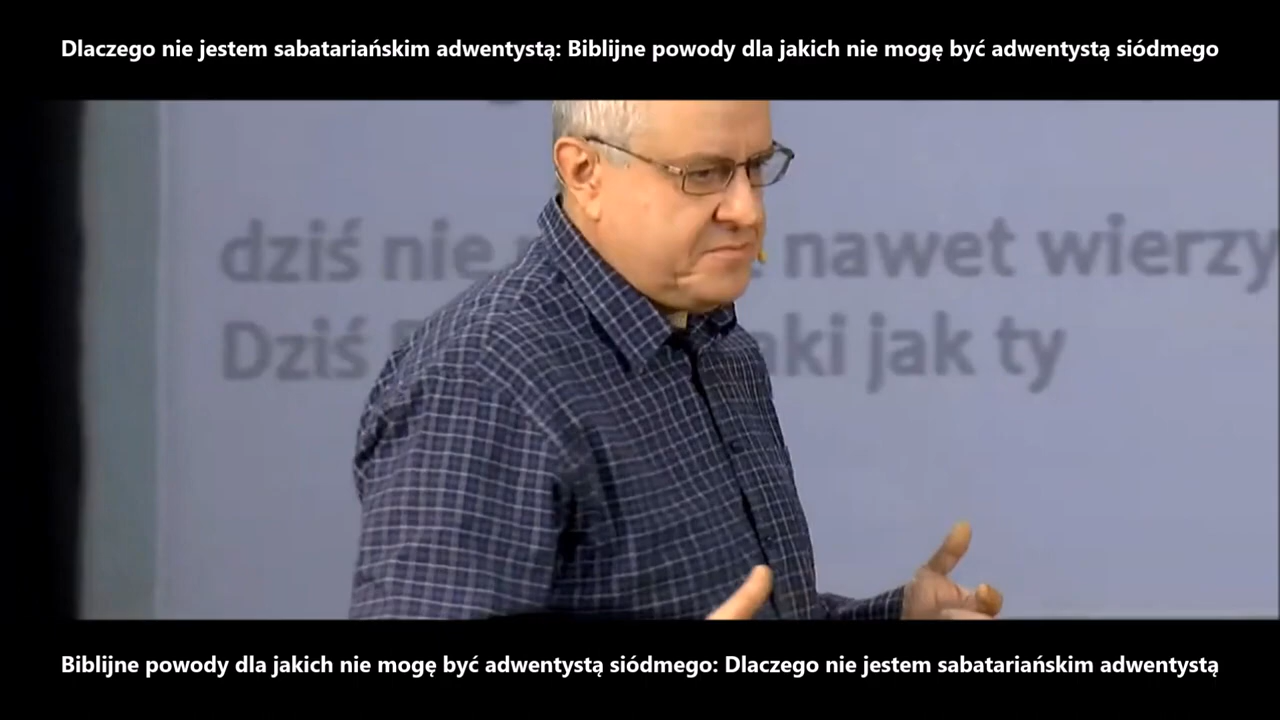 Dlaczego nie jestem sabatariańskim adwentystą: Biblijne powody dla jakich nie mogę być adwentystą siódmego
dziś nie nawet wierzy
Dziś jak ty
Biblijne powody dla jakich nie mogę być adwentystą siódmego: Dlaczego nie jestem sabatariańskim adwentystą